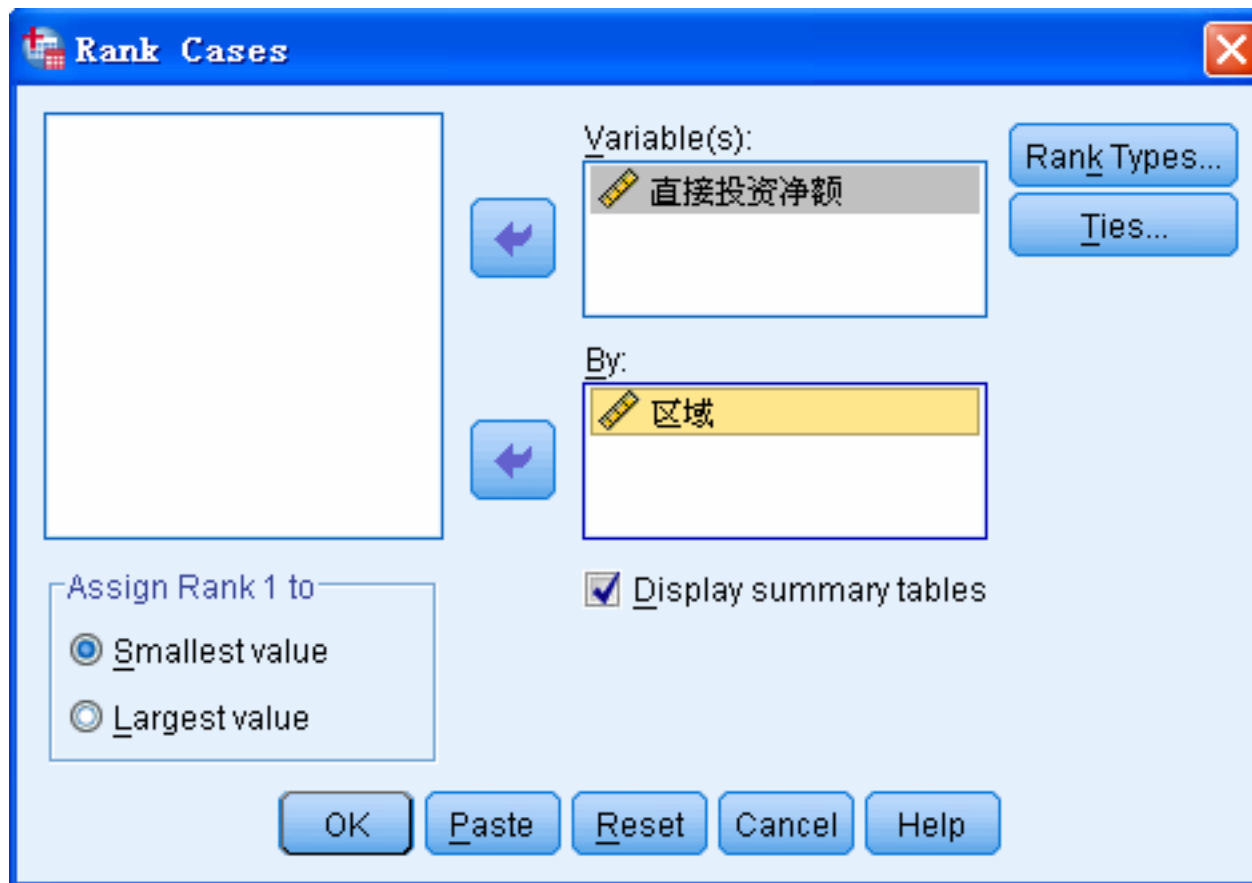 Rank Cases
Variable(s):
直接投资净额
Rank Types...
Ties...
By:
区域
Assign Rank 1 to
Smallest value
Largest value
Display summary tables
OK
Paste
Reset
Cancel
Help